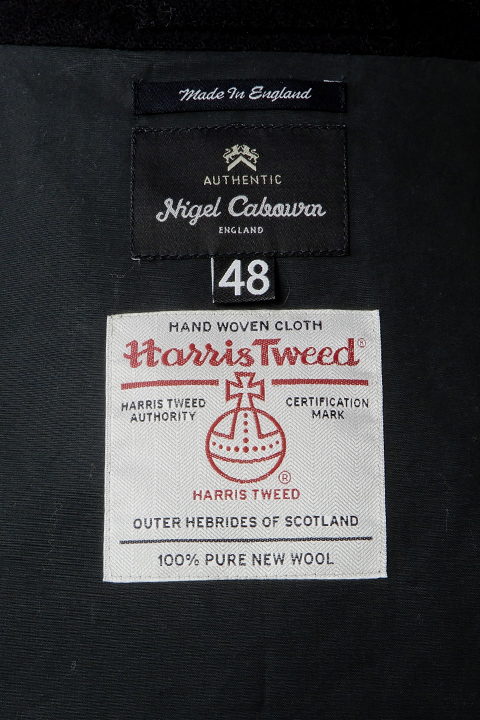 Made In England
AUTHENTIC
Nigel Cabourn
ENGLAND
48
HAND WOVEN CLOTH
Harris Tweed®
HARRIS TWEED AUTHORITY
CERTIFICATION MARK
®
HARRIS TWEED
OUTER HEBRIDES OF SCOTLAND
100% PURE NEW WOOL